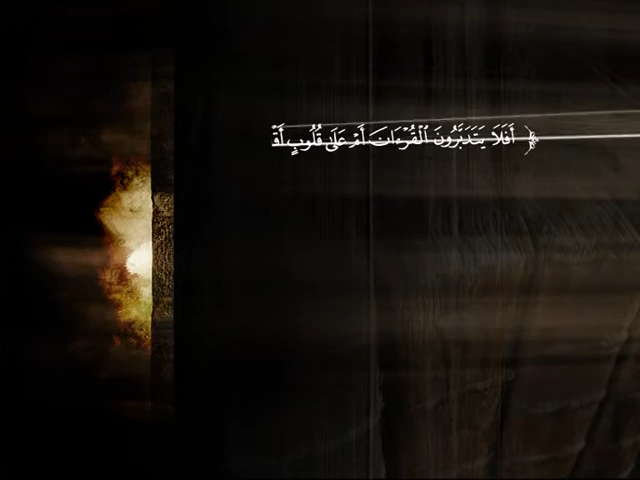 ﴿ أَفَلَا يَتَدَبَّرُونَ ٱلْقُرْءَانَ أَمْ عَلَىٰ قُلُوبٍ أَقْ